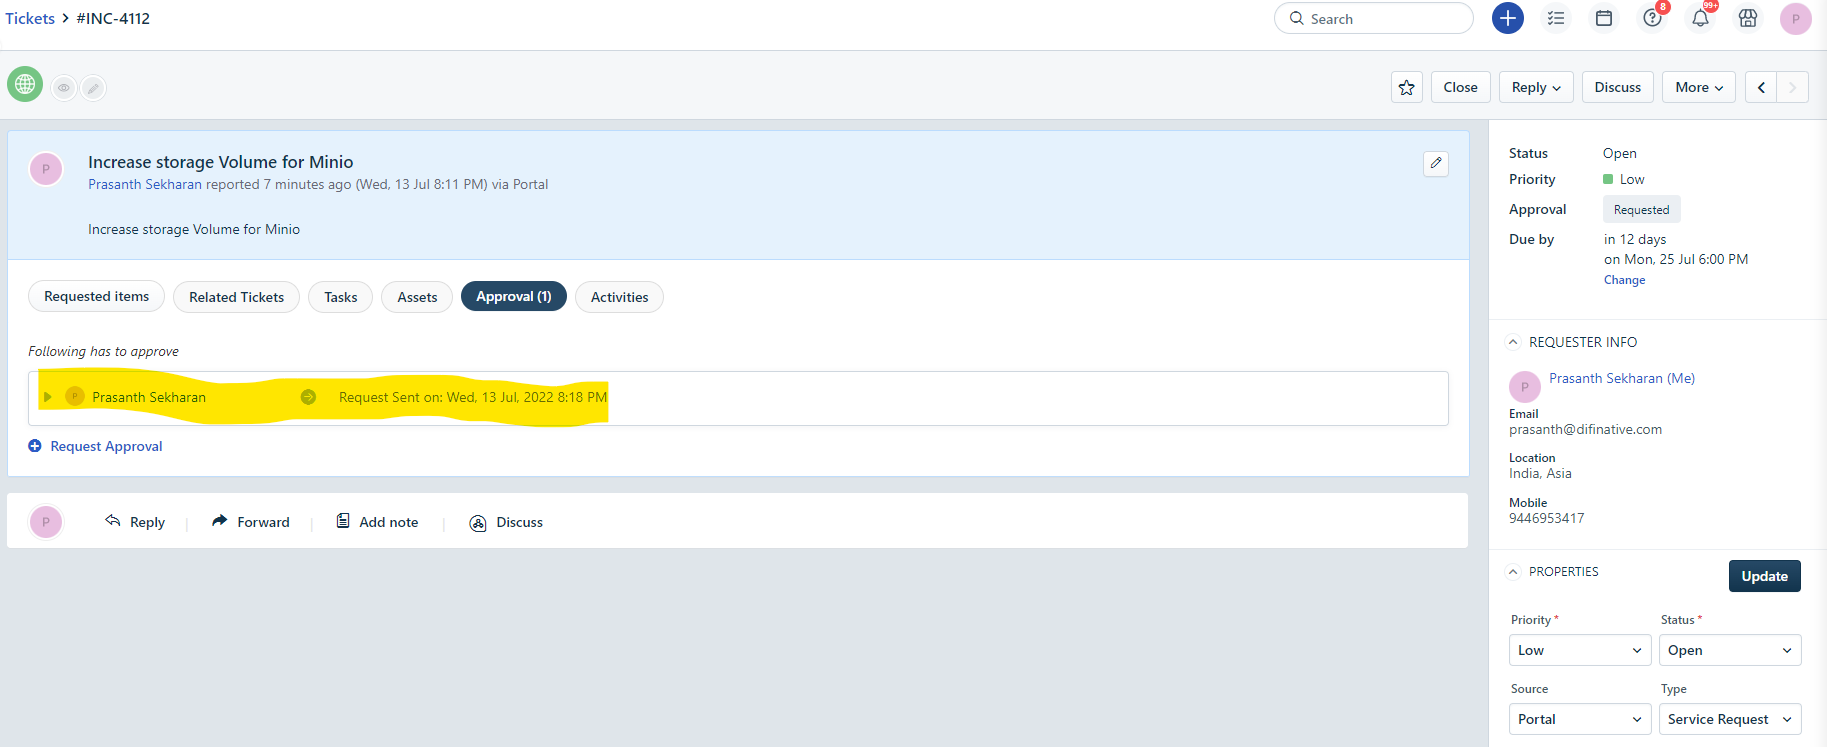 Tickets > #INC-4112
Search
8
99+
P
Close
Reply
Discuss
More
P
Increase storage Volume for Minio
Prasanth Sekharan reported 7 minutes ago (Wed, 13 Jul 8:11 PM) via Portal
Increase storage Volume for Minio
Requested items
Related Tickets
Tasks
Assets
Approval (1)
Activities
Following has to approve
P
Prasanth Sekharan
Request Sent on: Wed, 13 Jul, 2022 8:18 PM
Request Approval
P
Reply
Forward
Add note
Discuss
Status Open
Priority Low
Approval Requested
Due by in 12 days
on Mon, 25 Jul 6:00 PM
Change
REQUESTER INFO
P
Prasanth Sekharan (Me)
Email
prasanth@difinative.com
Location
India, Asia
Mobile
9446953417
PROPERTIES
Update
Priority * Status *
Low Open
Source Type
Portal Service Request